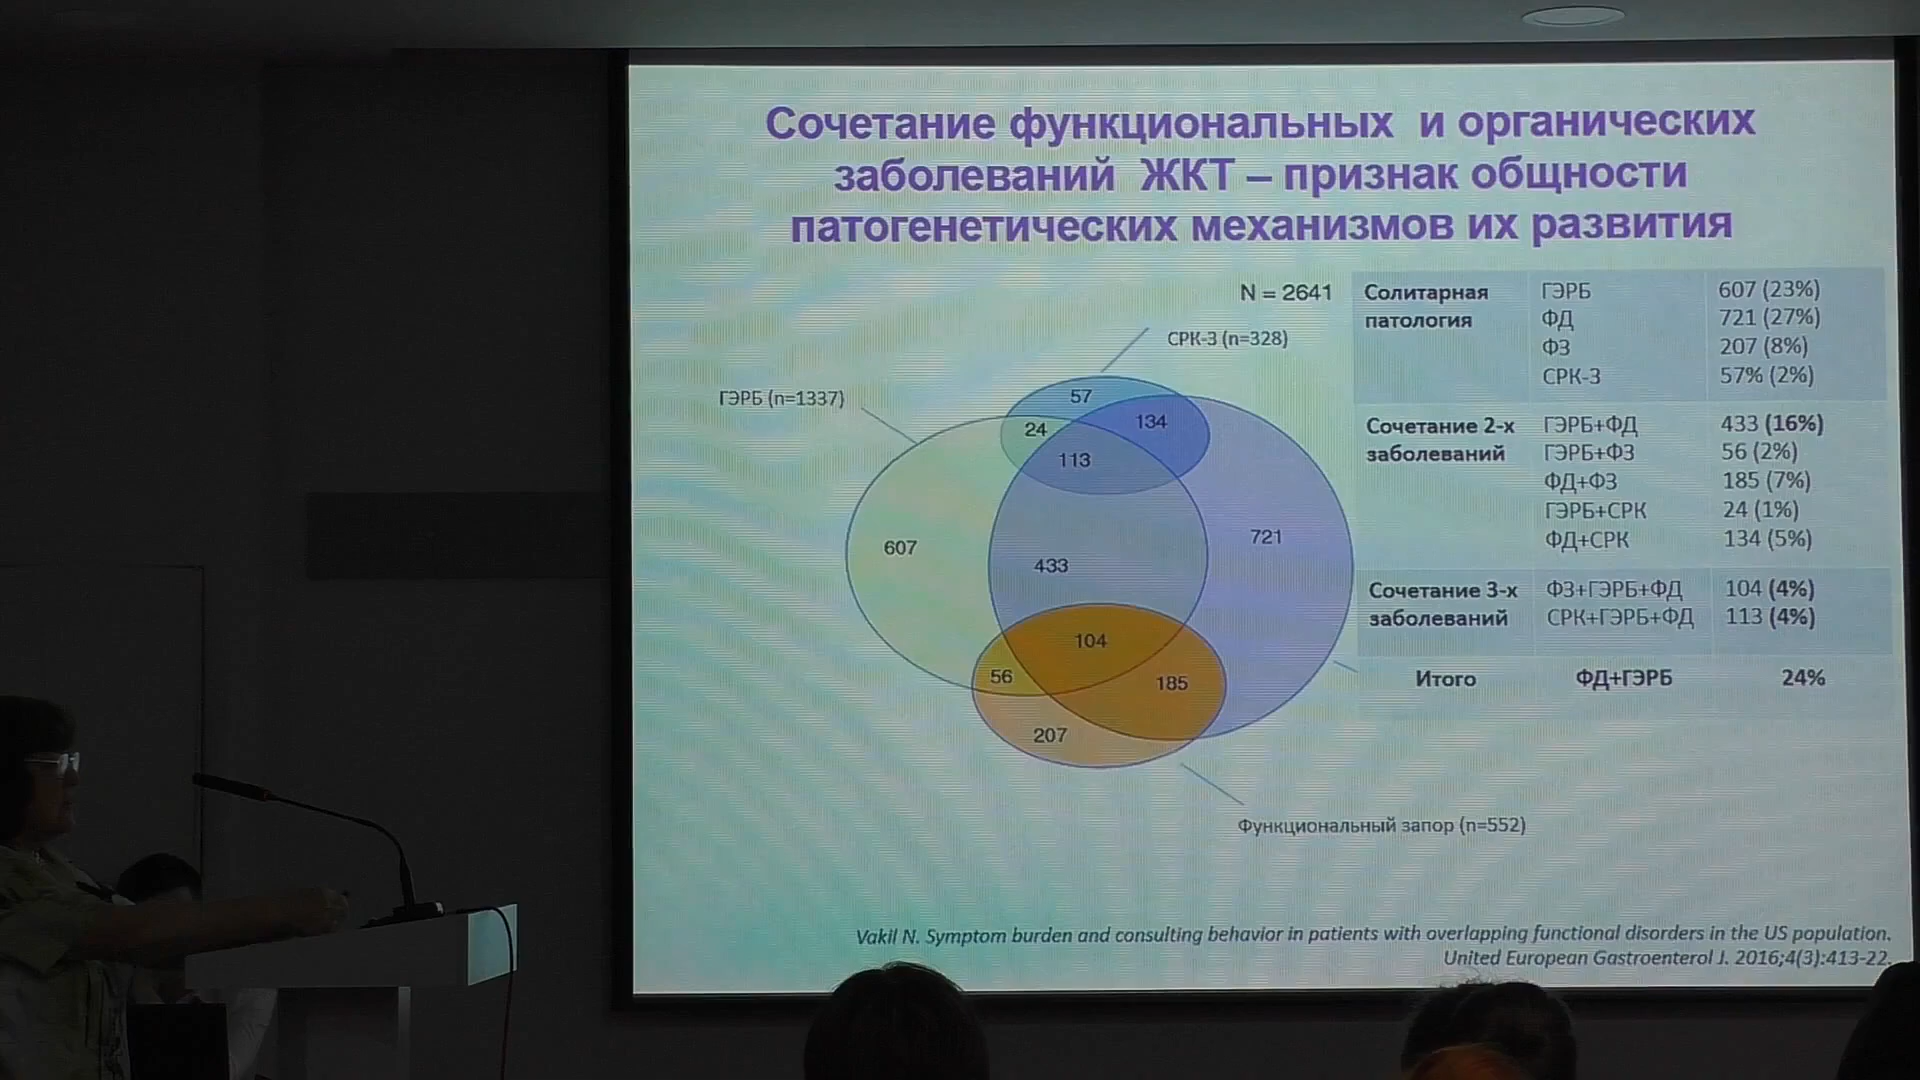 Сочетание функциональных и органических
заболеваний ЖКТ – признак общности
патогенетических механизмов их развития
N = 2641
СРК-3 (n=328)
ГЭРБ (n=1337)
57
134
24
113
607
721
433
104
56
185
207
Функциональный запор (n=552)
Солитарная патология
ГЭРБ 607 (23%)
ФД 721 (27%)
ФЗ 207 (8%)
СРК-3 57% (2%)
Сочетание 2-х заболеваний
ГЭРБ+ФД 433 (16%)
ГЭРБ+ФЗ 56 (2%)
ФД+ФЗ 185 (7%)
ГЭРБ+СРК 24 (1%)
ФД+СРК 134 (5%)
Сочетание 3-х заболеваний
ФЗ+ГЭРБ+ФД 104 (4%)
СРК+ГЭРБ+ФД 113 (4%)
Итого ФД+ГЭРБ 24%
Vakil N. Symptom burden and consulting behavior in patients with overlapping functional disorders in the US population.
United European Gastroenterol J. 2016;4(3):413-22.